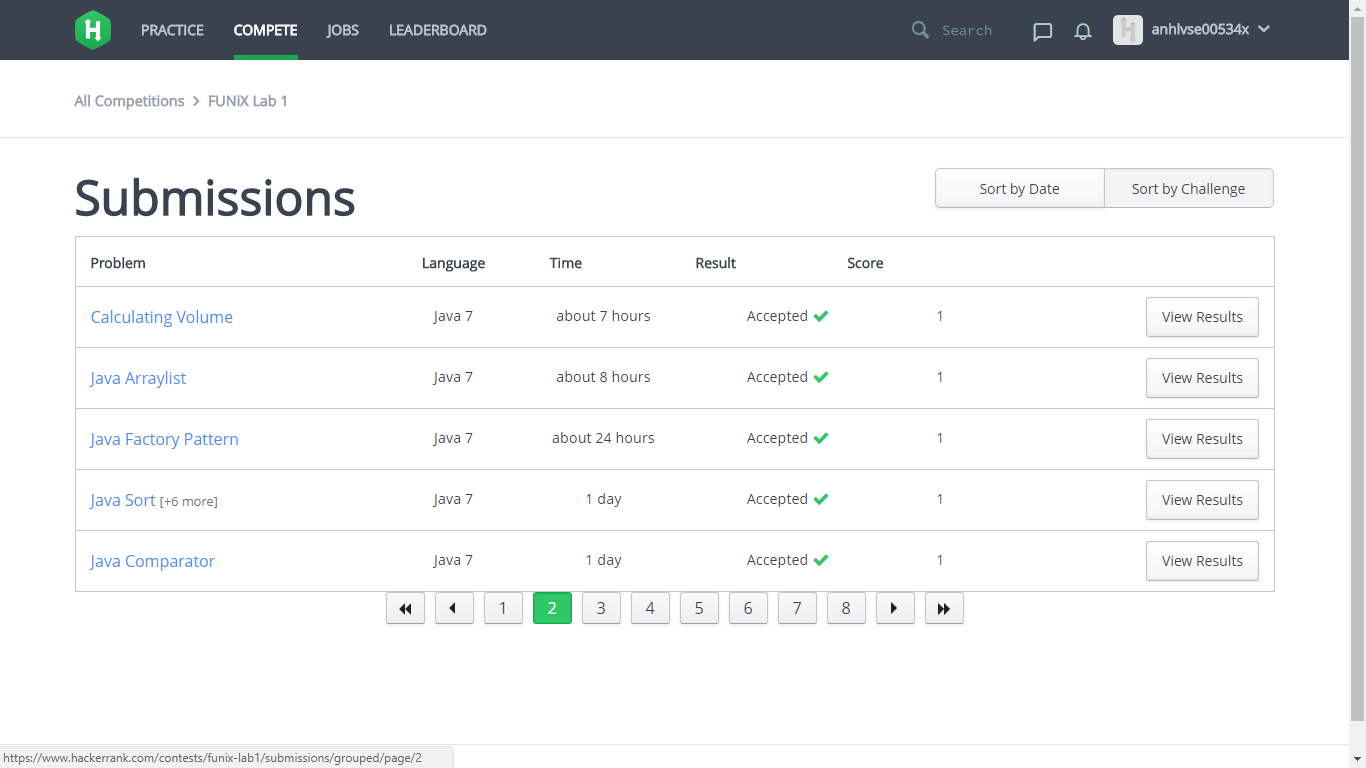 H PRACTICE COMPETE JOBS LEADERBOARD Search anhlvse00534x
All Competitions > FUNiX Lab 1
Submissions
Sort by Date Sort by Challenge
Problem Language Time Result Score
Calculating Volume Java 7 about 7 hours Accepted 1 View Results
Java Arraylist Java 7 about 8 hours Accepted 1 View Results
Java Factory Pattern Java 7 about 24 hours Accepted 1 View Results
Java Sort [+6 more] Java 7 1 day Accepted 1 View Results
Java Comparator Java 7 1 day Accepted 1 View Results
1 2 3 4 5 6 7 8
https://www.hackerrank.com/contests/funix-lab1/submissions/grouped/page/2